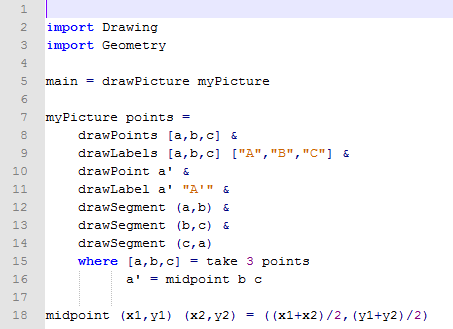 1
2 import Drawing
3 import Geometry
4
5 main = drawPicture myPicture
6
7 myPicture points =
8     drawPoints [a,b,c] &
9     drawLabels [a,b,c] ["A","B","C"] &
10     drawPoint a' &
11     drawLabel a' "A'" &
12     drawSegment (a,b) &
13     drawSegment (b,c) &
14     drawSegment (c,a)
15     where [a,b,c] = take 3 points
16           a' = midpoint b c
17
18 midpoint (x1,y1) (x2,y2) = ((x1+x2)/2,(y1+y2)/2)